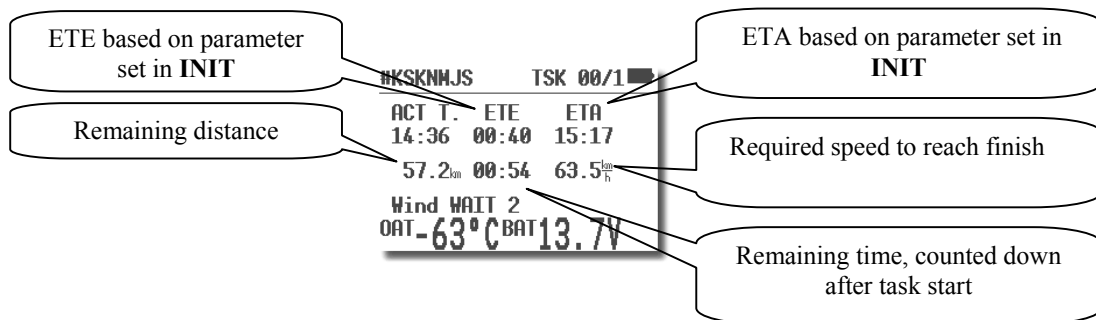 ETE based on parameter
set in INIT
ETA based on parameter set in
INIT
Remaining distance
Required speed to reach finish
Remaining time, counted down
after task start
#KSKNMJS TSK 00/1
ACT T. ETE ETA
14:36 00:40 15:17
57.2km 00:54 63.5km/h
Wind WAIT 2
OAT-63°C BAT13.7V